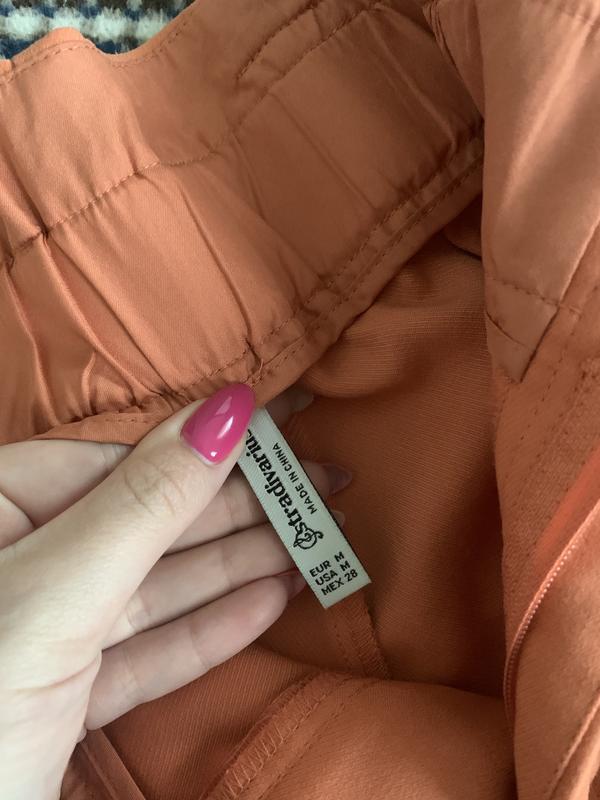 stradivarius
MADE IN CHINA
EUR M
USA M
MEX 28